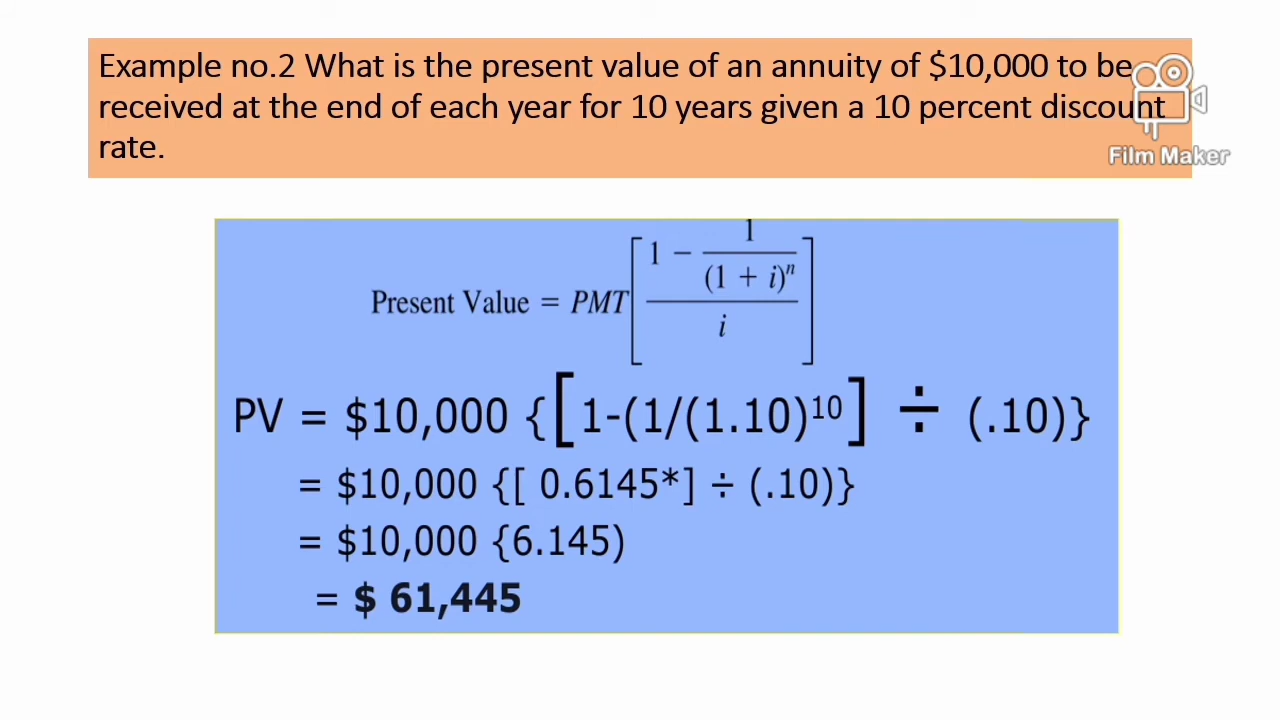 Example no.2 What is the present value of an annuity of $10,000 to be
received at the end of each year for 10 years given a 10 percent discount
rate.
Film Maker
Present Value = PMT[(1 − 1/(1 + i)ⁿ)/i]
PV = $10,000 {[1-(1/(1.10)¹⁰] ÷ (.10)}
= $10,000 {[ 0.6145*] ÷ (.10)}
= $10,000 {6.145)
= $ 61,445